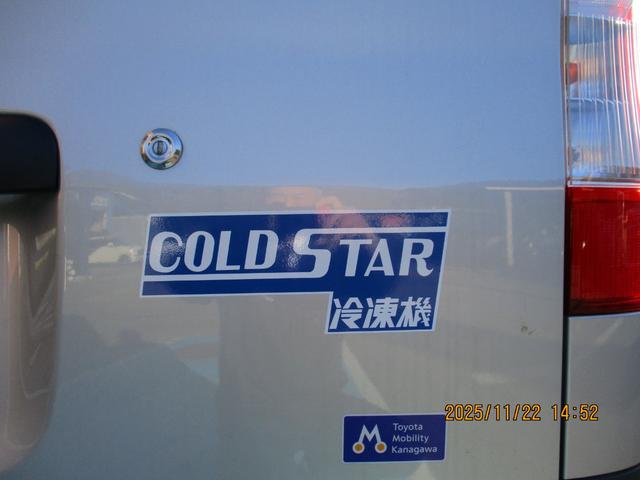 COLD STAR
冷凍機
2025/11/22 14:52
Toyota
Mobility
Kanagawa